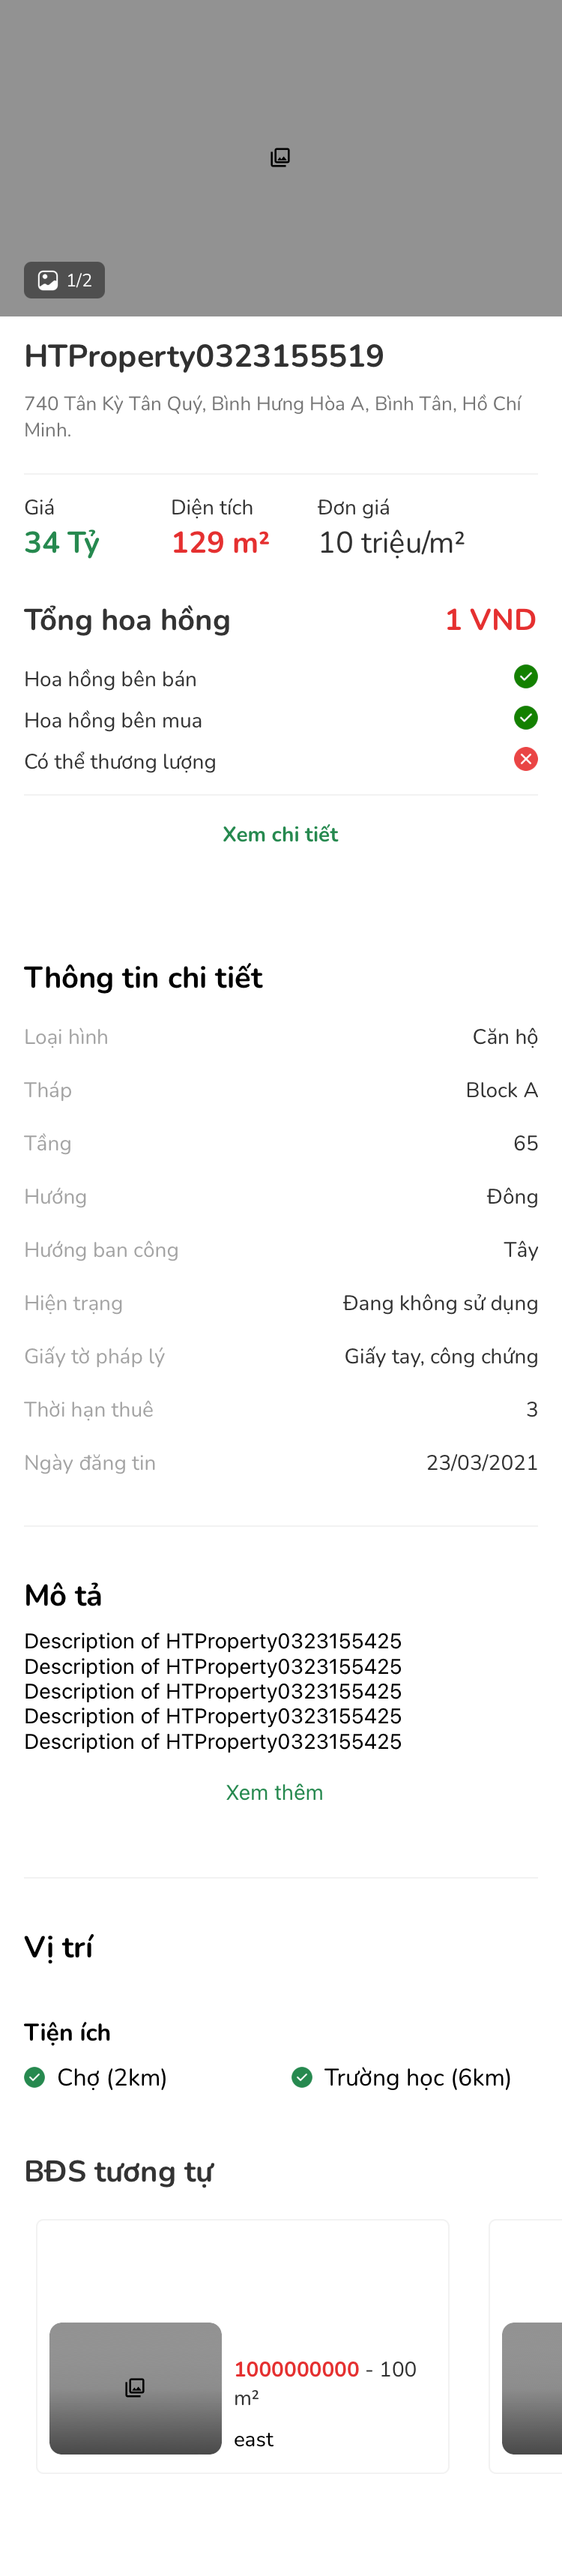 1/2
HTProperty0323155519
740 Tân Kỳ Tân Quý, Bình Hưng Hòa A, Bình Tân, Hồ Chí
Minh.
Giá Diện tích Đơn giá
34 Tỷ 129 m² 10 triệu/m²
Tổng hoa hồng 1 VND
Hoa hồng bên bán
Hoa hồng bên mua
Có thể thương lượng
Xem chi tiết
Thông tin chi tiết
Loại hình Căn hộ
Tháp Block A
Tầng 65
Hướng Đông
Hướng ban công Tây
Hiện trạng Đang không sử dụng
Giấy tờ pháp lý Giấy tay, công chứng
Thời hạn thuê 3
Ngày đăng tin 23/03/2021
Mô tả
Description of HTProperty0323155425
Description of HTProperty0323155425
Description of HTProperty0323155425
Description of HTProperty0323155425
Description of HTProperty0323155425
Xem thêm
Vị trí
Tiện ích
Chợ (2km) Trường học (6km)
BĐS tương tự
1000000000 - 100
m²
east